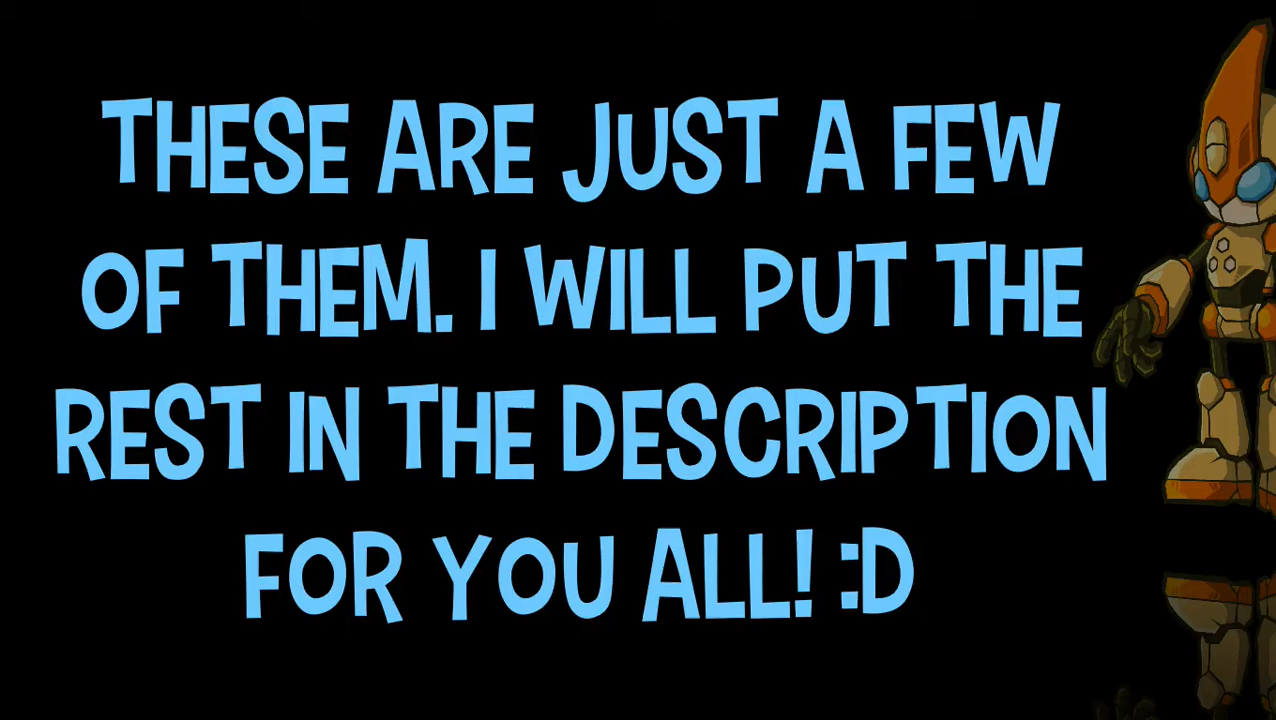 THESE ARE JUST A FEW
OF THEM. I WILL PUT THE
REST IN THE DESCRIPTION
FOR YOU ALL! :D